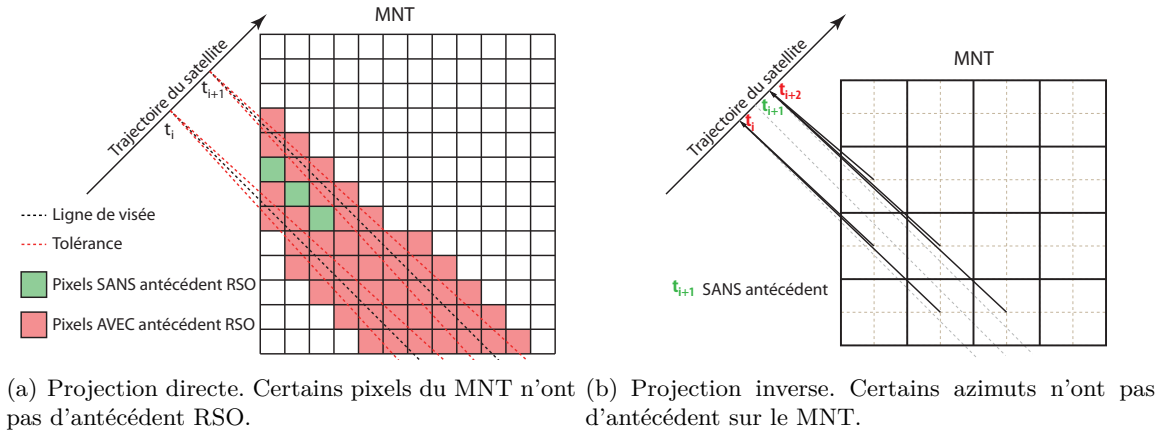 MNT
Trajectoire du satellite
t_{i+1}
t_i
Ligne de visée
Tolérance
Pixels SANS antécédent RSO
Pixels AVEC antécédent RSO
MNT
Trajectoire du satellite
t_{i+2}
t_{i+1}
t_i
t_{i+1} SANS antécédent
(a) Projection directe. Certains pixels du MNT n'ont
pas d'antécédent RSO.
(b) Projection inverse. Certains azimuts n'ont pas
d'antécédent sur le MNT.